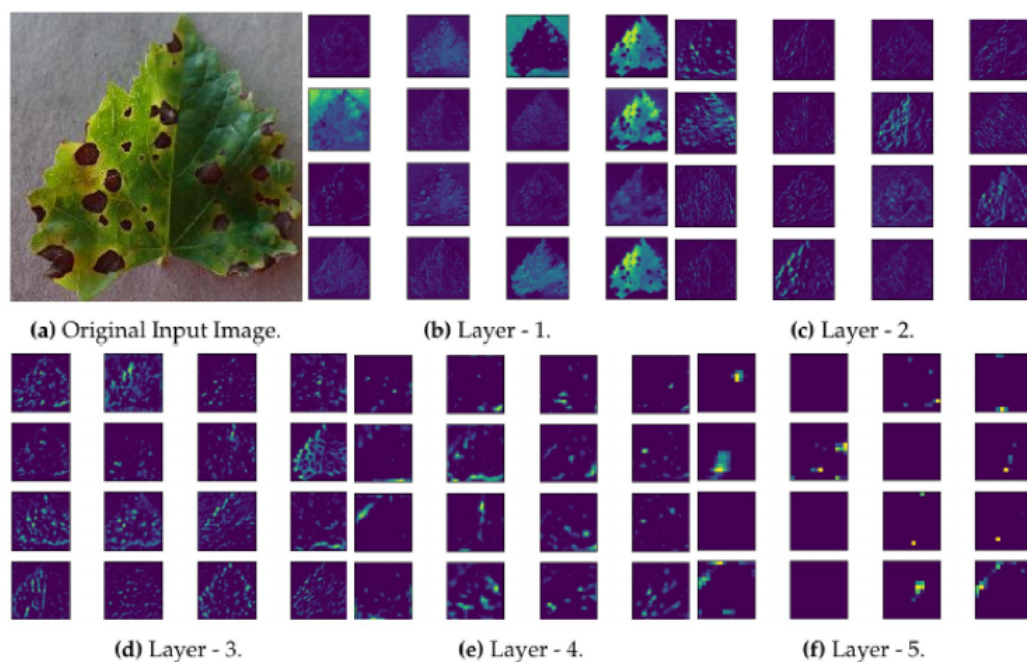 (a) Original Input Image.
(b) Layer - 1.
(c) Layer - 2.
(d) Layer - 3.
(e) Layer - 4.
(f) Layer - 5.